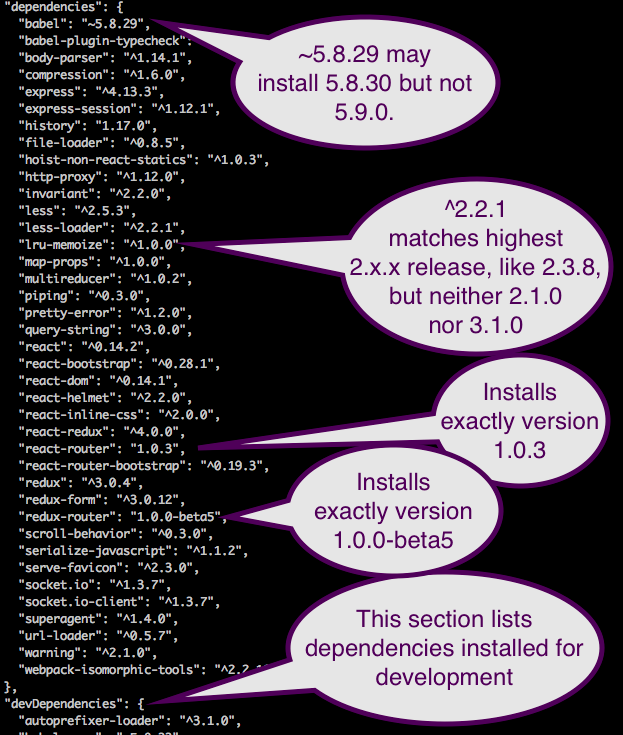 "dependencies": {
"babel": "~5.8.29",
"babel-plugin-typecheck":
"body-parser": "^1.14.1",
"compression": "^1.6.0",
"express": "^4.13.3",
"express-session": "^1.12.1",
"history": "1.17.0",
"file-loader": "^0.8.5",
"hoist-non-react-statics": "^1.0.3",
"http-proxy": "^1.12.0",
"invariant": "^2.2.0",
"less": "^2.5.3",
"less-loader": "^2.2.1",
"lru-memoize": "^1.0.0",
"map-props": "^1.0.0",
"multireducer": "^1.0.2",
"piping": "^0.3.0",
"pretty-error": "^1.2.0",
"query-string": "^3.0.0",
"react": "^0.14.2",
"react-bootstrap": "^0.28.1",
"react-dom": "^0.14.1",
"react-helmet": "^2.2.0",
"react-inline-css": "^2.0.0",
"react-redux": "^4.0.0",
"react-router": "1.0.3",
"react-router-bootstrap": "^0.19.3",
"redux": "^3.0.4",
"redux-form": "^3.0.12",
"redux-router": "1.0.0-beta5",
"scroll-behavior": "^0.3.0",
"serialize-javascript": "^1.1.2",
"serve-favicon": "^2.3.0",
"socket.io": "^1.3.7",
"socket.io-client": "^1.3.7",
"superagent": "^1.4.0",
"url-loader": "^0.5.7",
"warning": "^2.1.0",
"webpack-isomorphic-tools": "^2.2.1
},
"devDependencies": {
"autoprefixer-loader": "^3.1.0",
~5.8.29 may
install 5.8.30 but not
5.9.0.
^2.2.1
matches highest
2.x.x release, like 2.3.8,
but neither 2.1.0
nor 3.1.0
Installs
exactly version
1.0.3
Installs
exactly version
1.0.0-beta5
This section lists
dependencies installed for
development